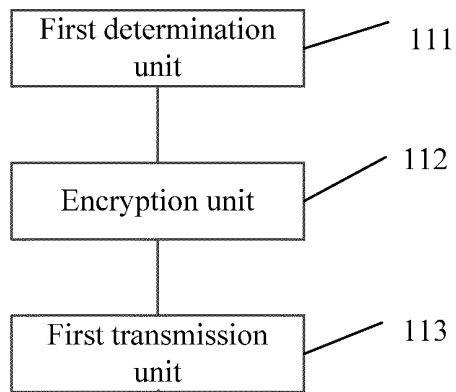 First determination
unit
111
Encryption unit
112
First transmission
unit
113